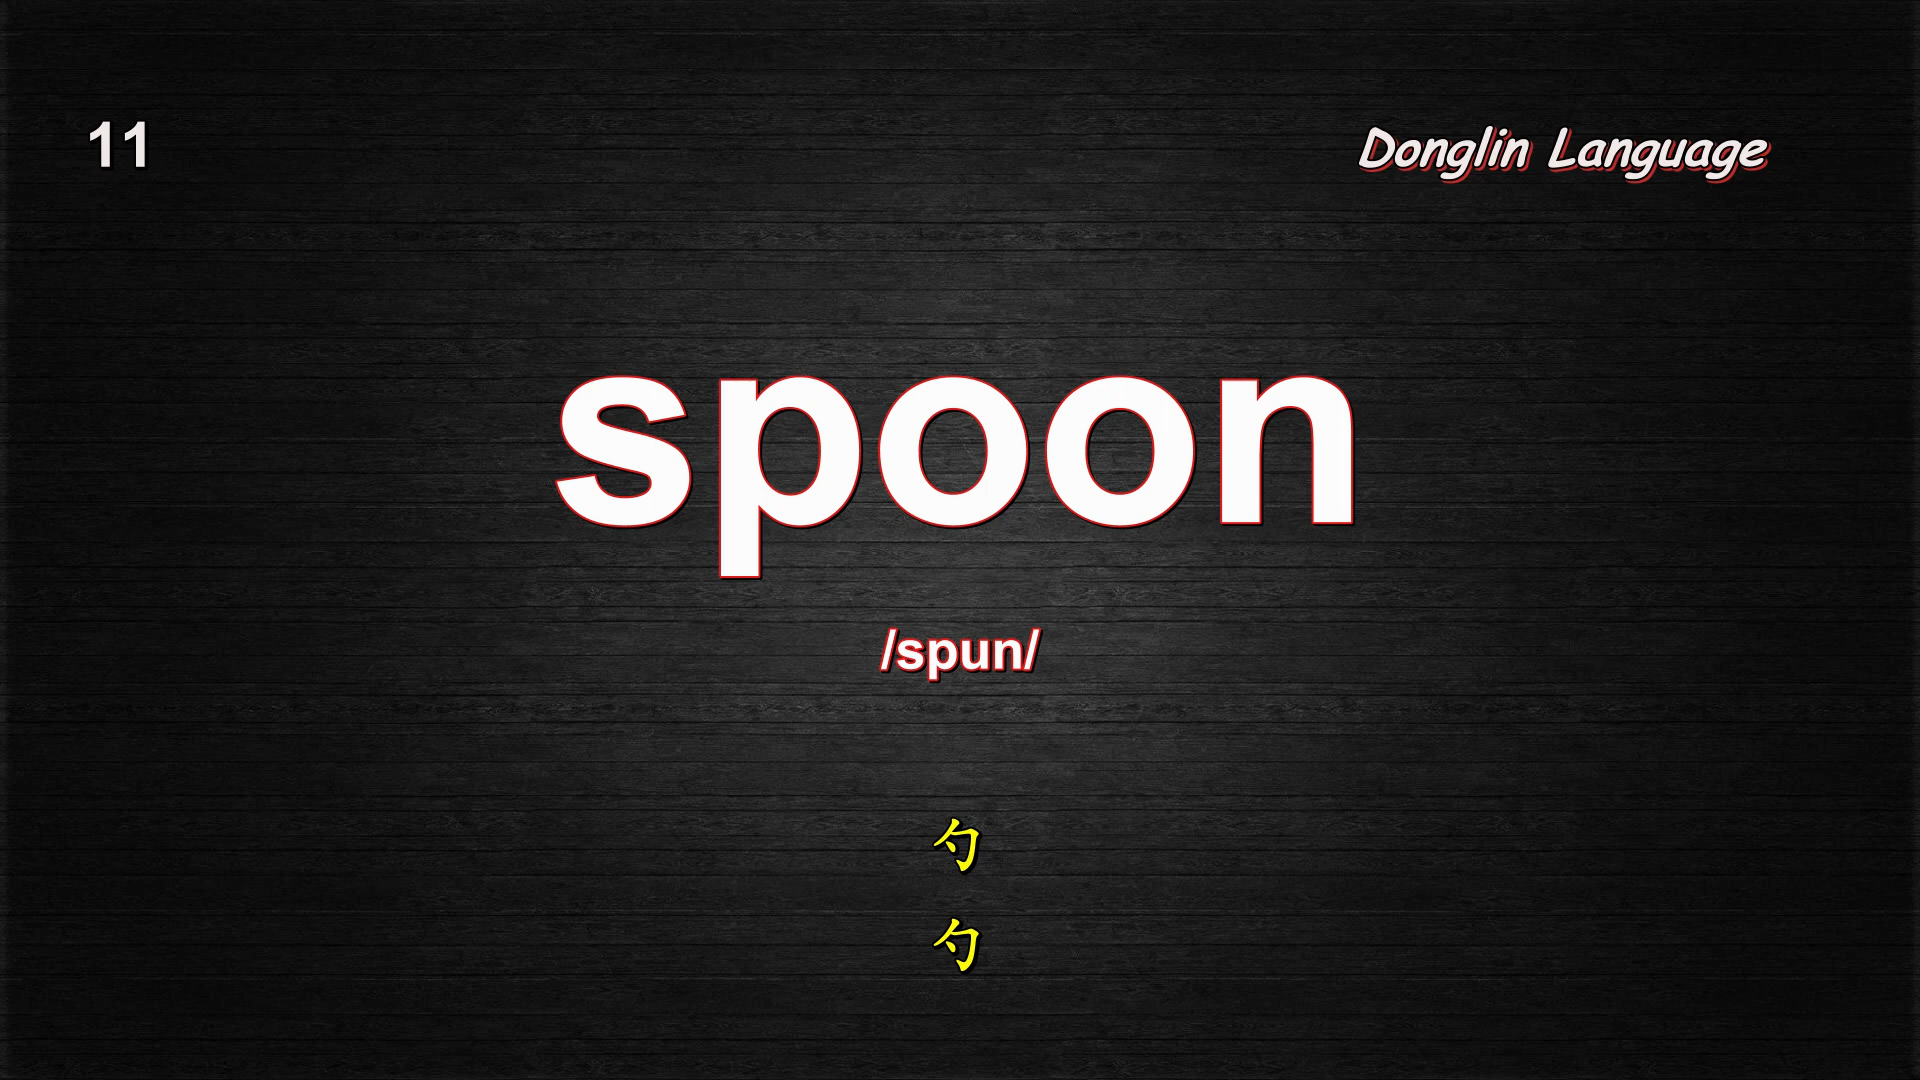 11
Donglin Language
spoon
/spun/
勺
勺